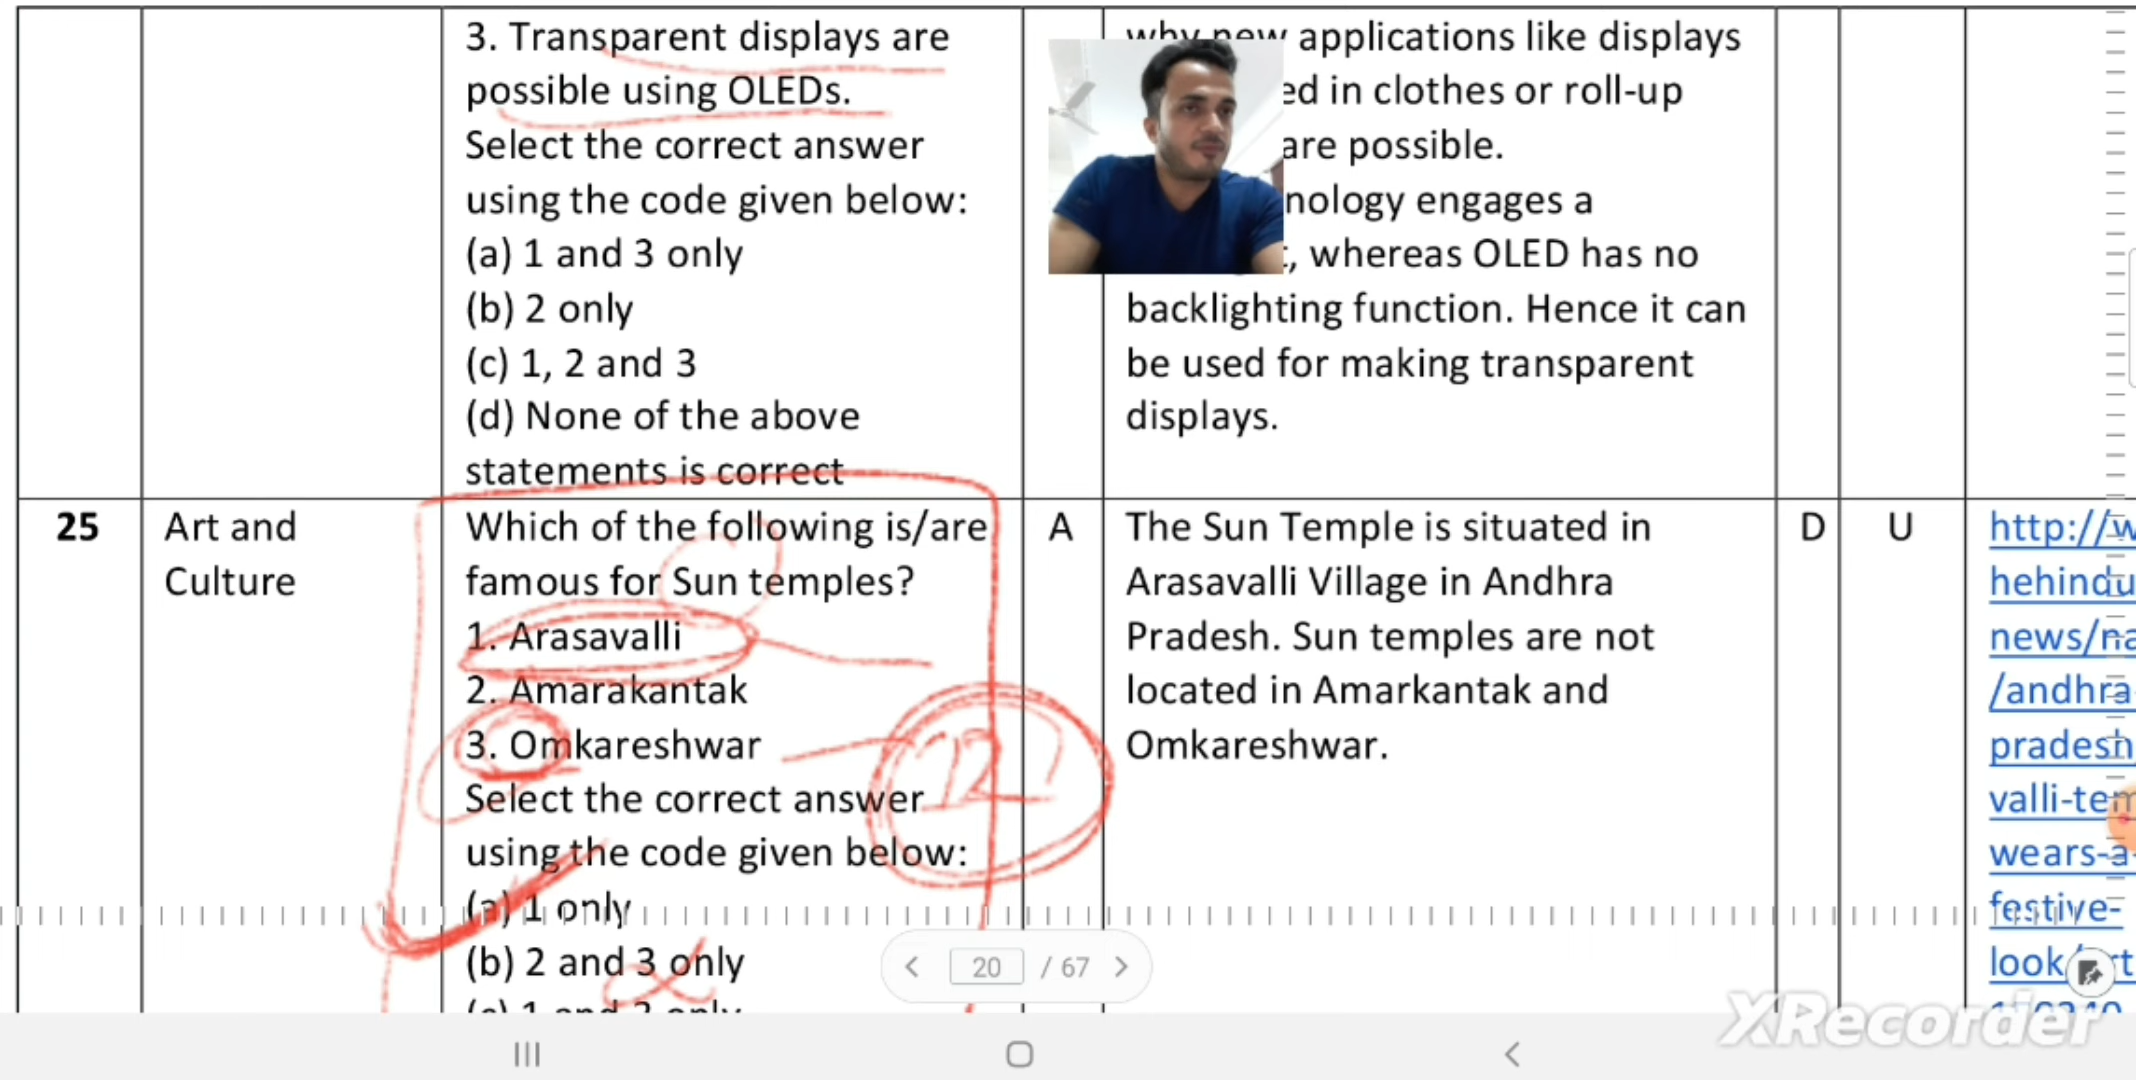 3. Transparent displays are
possible using OLEDs.
Select the correct answer
using the code given below:
(a) 1 and 3 only
(b) 2 only
(c) 1, 2 and 3
(d) None of the above
statements is correct
why new applications like displays
ed in clothes or roll-up
are possible.
nology engages a
, whereas OLED has no
backlighting function. Hence it can
be used for making transparent
displays.
25
Art and
Culture
Which of the following is/are
famous for Sun temples?
1. Arasavalli
2. Amarakantak
3. Omkareshwar
Select the correct answer
using the code given below:
(a) 1 only
(b) 2 and 3 only
12
A
The Sun Temple is situated in
Arasavalli Village in Andhra
Pradesh. Sun temples are not
located in Amarkantak and
Omkareshwar.
D
U
http://w
hehindu
news/na
/andhra-
pradesh
valli-tem
wears-a-
festive-
look/
20 / 67
XRecorder